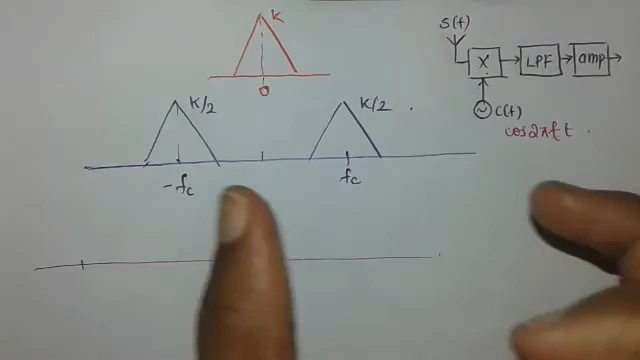 K
0
S(t)
X
LPF
amp
C(t)
cos2πft
K/2
K/2
-fc
fc